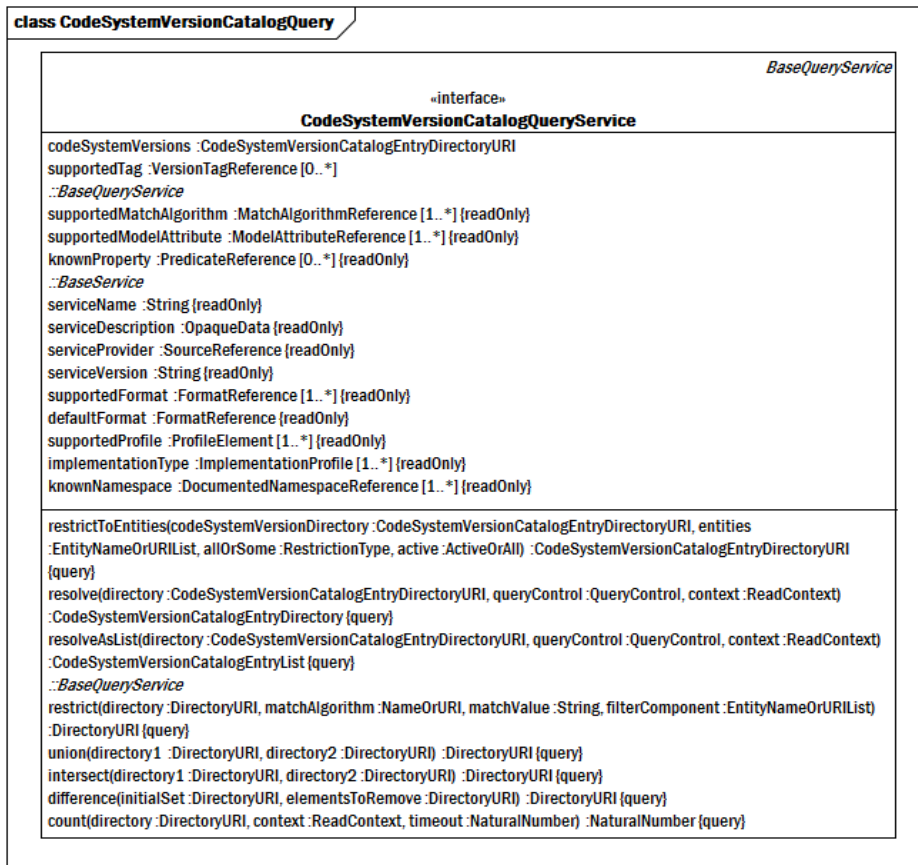 class CodeSystemVersionCatalogQuery
BaseQueryService
«interface»
CodeSystemVersionCatalogQueryService
codeSystemVersions :CodeSystemVersionCatalogEntryDirectoryURI
supportedTag :VersionTagReference [0..*]
::BaseQueryService
supportedMatchAlgorithm :MatchAlgorithmReference [1..*] {readOnly}
supportedModelAttribute :ModelAttributeReference [1..*] {readOnly}
knownProperty :PredicateReference [0..*] {readOnly}
::BaseService
serviceName :String {readOnly}
serviceDescription :OpaqueData {readOnly}
serviceProvider :SourceReference {readOnly}
serviceVersion :String {readOnly}
supportedFormat :FormatReference [1..*] {readOnly}
defaultFormat :FormatReference {readOnly}
supportedProfile :ProfileElement [1..*] {readOnly}
implementationType :ImplementationProfile [1..*] {readOnly}
knownNamespace :DocumentedNamespaceReference [1..*] {readOnly}
restrictToEntities(codeSystemVersionDirectory :CodeSystemVersionCatalogEntryDirectoryURI, entities
:EntityNameOrURIList, allOrSome :RestrictionType, active :ActiveOrAll) :CodeSystemVersionCatalogEntryDirectoryURI
{query}
resolve(directory :CodeSystemVersionCatalogEntryDirectoryURI, queryControl :QueryControl, context :ReadContext)
:CodeSystemVersionCatalogEntryDirectory {query}
resolveAsList(directory :CodeSystemVersionCatalogEntryDirectoryURI, queryControl :QueryControl, context :ReadContext)
:CodeSystemVersionCatalogEntryList {query}
::BaseQueryService
restrict(directory :DirectoryURI, matchAlgorithm :NameOrURI, matchValue :String, filterComponent :EntityNameOrURIList)
:DirectoryURI {query}
union(directory1 :DirectoryURI, directory2 :DirectoryURI) :DirectoryURI {query}
intersect(directory1 :DirectoryURI, directory2 :DirectoryURI) :DirectoryURI {query}
difference(initialSet :DirectoryURI, elementsToRemove :DirectoryURI) :DirectoryURI {query}
count(directory :DirectoryURI, context :ReadContext, timeout :NaturalNumber) :NaturalNumber {query}